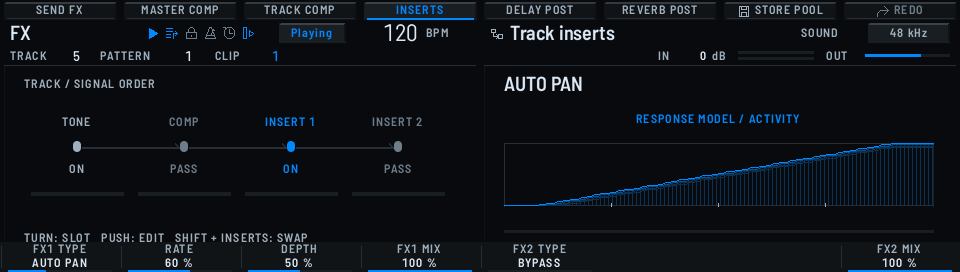 SEND FX MASTER COMP TRACK COMP INSERTS DELAY POST REVERB POST STORE POOL REDO
FX Playing 120 BPM Track inserts SOUND 48 kHz
TRACK 5 PATTERN 1 CLIP 1 IN 0 dB OUT
TRACK / SIGNAL ORDER
AUTO PAN
TONE COMP INSERT 1 INSERT 2
RESPONSE MODEL / ACTIVITY
ON PASS ON PASS
TURN: SLOT PUSH: EDIT SHIFT + INSERTS: SWAP
FX1 TYPE RATE DEPTH FX1 MIX FX2 TYPE FX2 MIX
AUTO PAN 60 % 50 % 100 % BYPASS 100 %